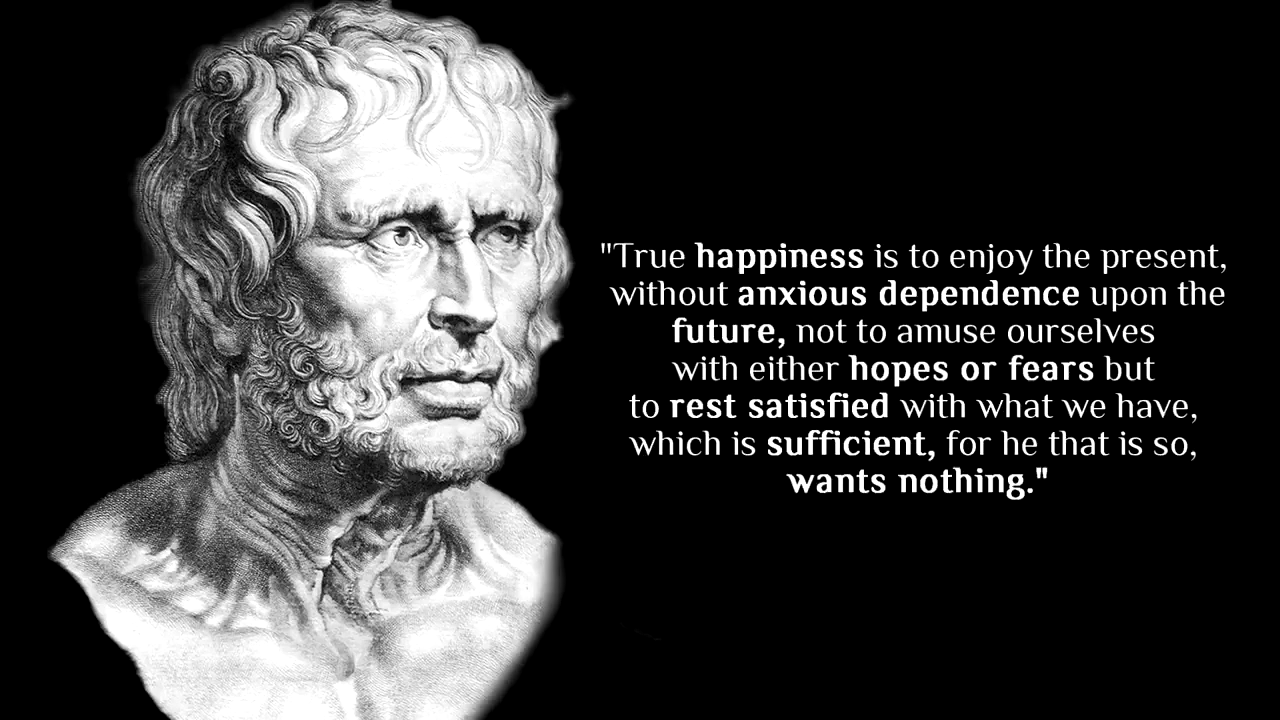 "True happiness is to enjoy the present,
without anxious dependence upon the
future, not to amuse ourselves
with either hopes or fears but
to rest satisfied with what we have,
which is sufficient, for he that is so,
wants nothing."